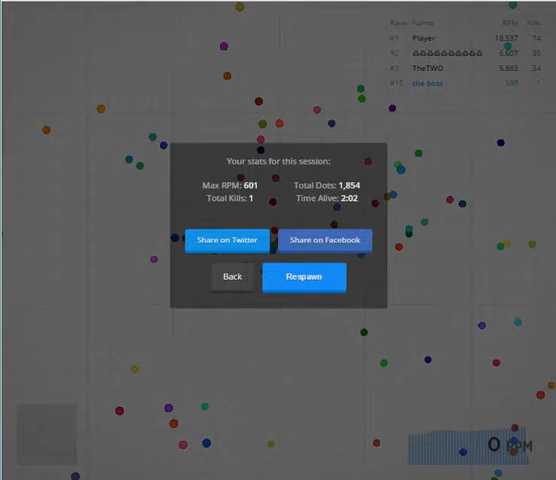 Rank Name RPM Kills
#1 Player 18,537 74
#2 6,607 35
#3 TheTWO 5,883 34
the boss
Your stats for this session:
Max RPM: 601 Total Dots: 1,854
Total Kills: 1 Time Alive: 2:02
Share on Twitter Share on Facebook
Back Respawn
0 RPM